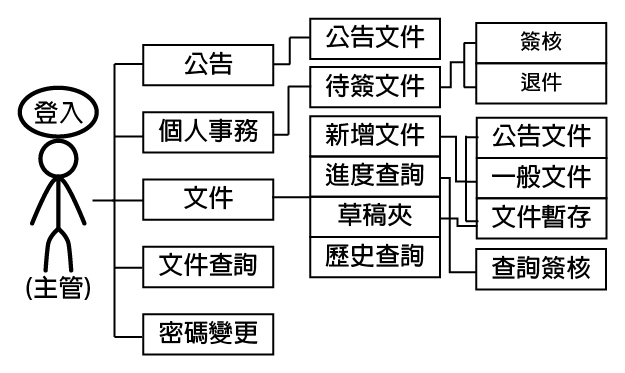 登入
(主管)
公告
個人事務
文件
文件查詢
密碼變更
公告文件
待簽文件
新增文件
進度查詢
草稿夾
歷史查詢
簽核
退件
公告文件
一般文件
文件暫存
查詢簽核